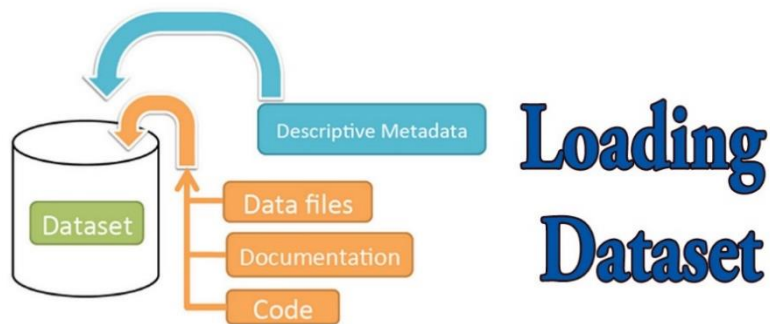 Descriptive Metadata
Dataset
Data files
Documentation
Code
Loading
Dataset